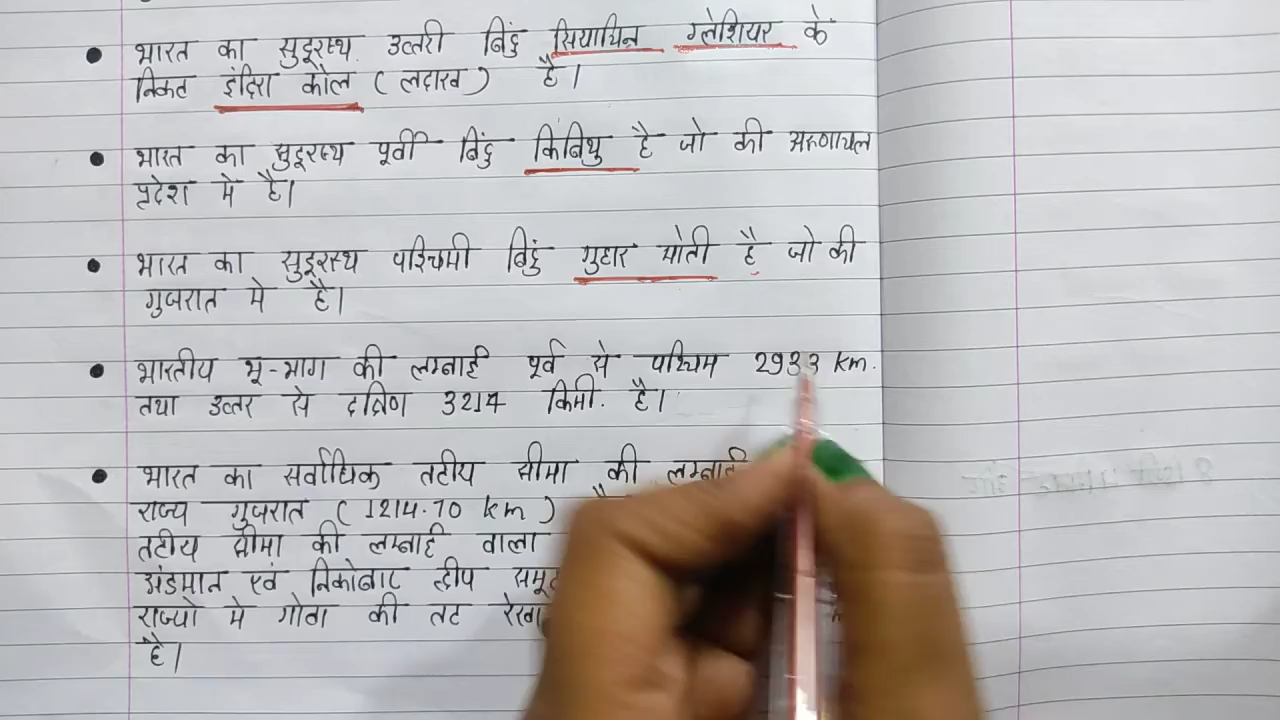 • भारत का सुदूरस्थ उत्तरी बिंदु सियाचिन ग्लेशियर के
निकट इंदिरा कोल (लद्दाख) है।
• भारत का सुदूरस्थ पूर्वी बिंदु किबिथु है जो की अरुणाचल
प्रदेश मे है।
• भारत का सुदूरस्थ पश्चिमी बिंदुं गुहार मोती है जो की
गुजरात मे है।
• भारतीय भू-भाग की लम्बाई पूर्व से पश्चिम 2933 km.
तथा उत्तर से दक्षिण 3214 किमी. है।
• भारत का सर्वाधिक तटीय सीमा की लम्बाई
राज्य गुजरात (1214.70 km)
तटीय सीमा की लम्बाई वाला
अंडमान एवं निकोबार द्वीप
राज्यो मे गोवा की तट रेखा
है।